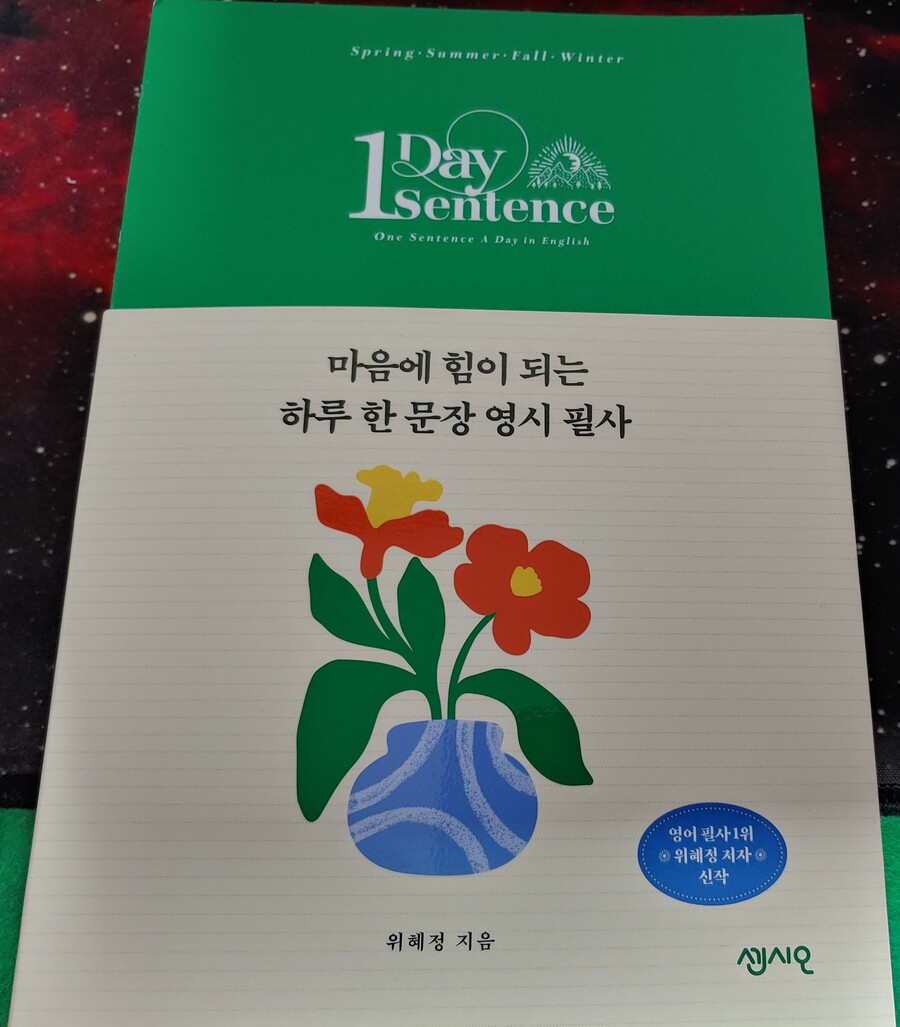 Spring·Summer·Fall·Winter
1 Day
Sentence
One Sentence A Day in English
마음에 힘이 되는
하루 한 문장 영시 필사
영어 필사 1위
위혜정 저자
신작
위혜정 지음
센시오